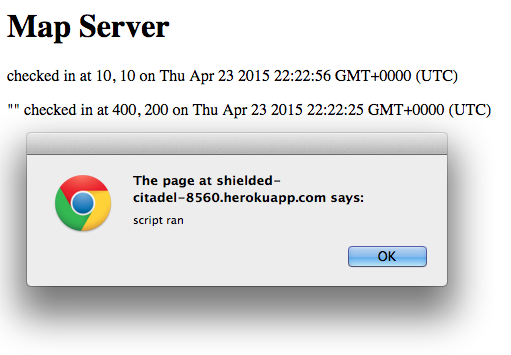 Map Server
checked in at 10, 10 on Thu Apr 23 2015 22:22:56 GMT+0000 (UTC)
"" checked in at 400, 200 on Thu Apr 23 2015 22:22:25 GMT+0000 (UTC)
The page at shielded-
citadel-8560.herokuapp.com says:
script ran
OK